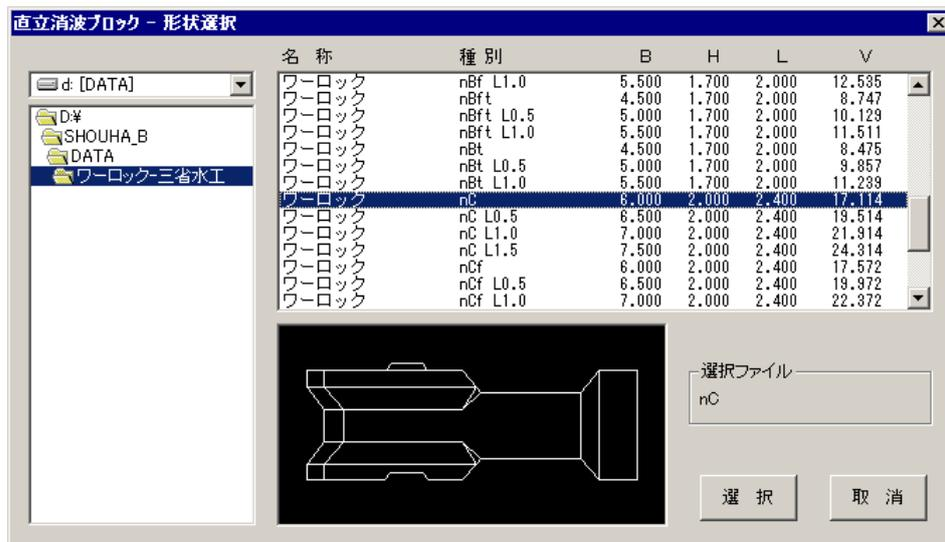 直立消波ブロック - 形状選択
名 称 種 別 B H L V
d: [DATA]
D:¥
SHOUHA_B
DATA
ワーロック-三省水工
ワーロック nBf L1.0 5.500 1.700 2.000 12.535
ワーロック nBft 4.500 1.700 2.000 8.747
ワーロック nBft L0.5 5.000 1.700 2.000 10.129
ワーロック nBft L1.0 5.500 1.700 2.000 11.511
ワーロック nBt 4.500 1.700 2.000 8.475
ワーロック nBt L0.5 5.000 1.700 2.000 9.857
ワーロック nBt L1.0 5.500 1.700 2.000 11.239
ワーロック nC 6.000 2.000 2.400 17.114
ワーロック nC L0.5 6.500 2.000 2.400 19.514
ワーロック nC L1.0 7.000 2.000 2.400 21.914
ワーロック nC L1.5 7.500 2.000 2.400 24.314
ワーロック nCf 6.000 2.000 2.400 17.572
ワーロック nCf L0.5 6.500 2.000 2.400 19.972
ワーロック nCf L1.0 7.000 2.000 2.400 22.372
選択ファイル
nC
選 択 取 消